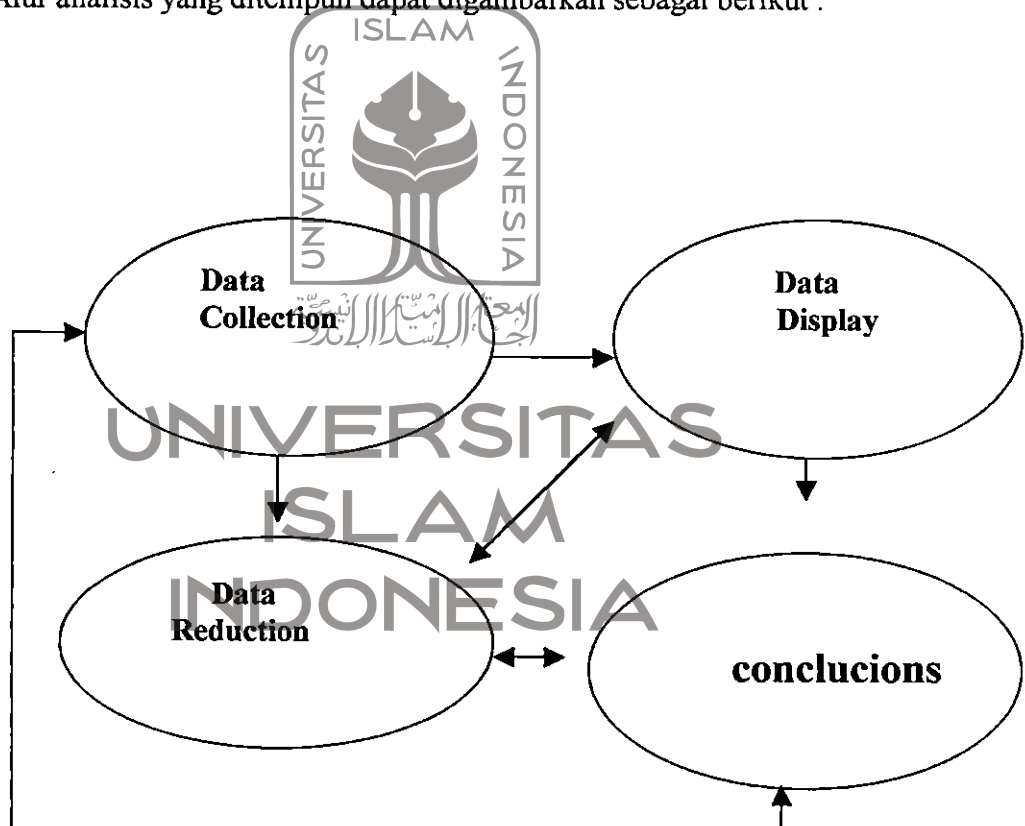 Alur analisis yang ditempuh dapat digambarkan sebagai berikut :
ISLAM
UNIVERSITAS
INDONESIA
Data
Collection
Data
Display
UNIVERSITAS
ISLAM
INDONESIA
Data
Reduction
conclucions